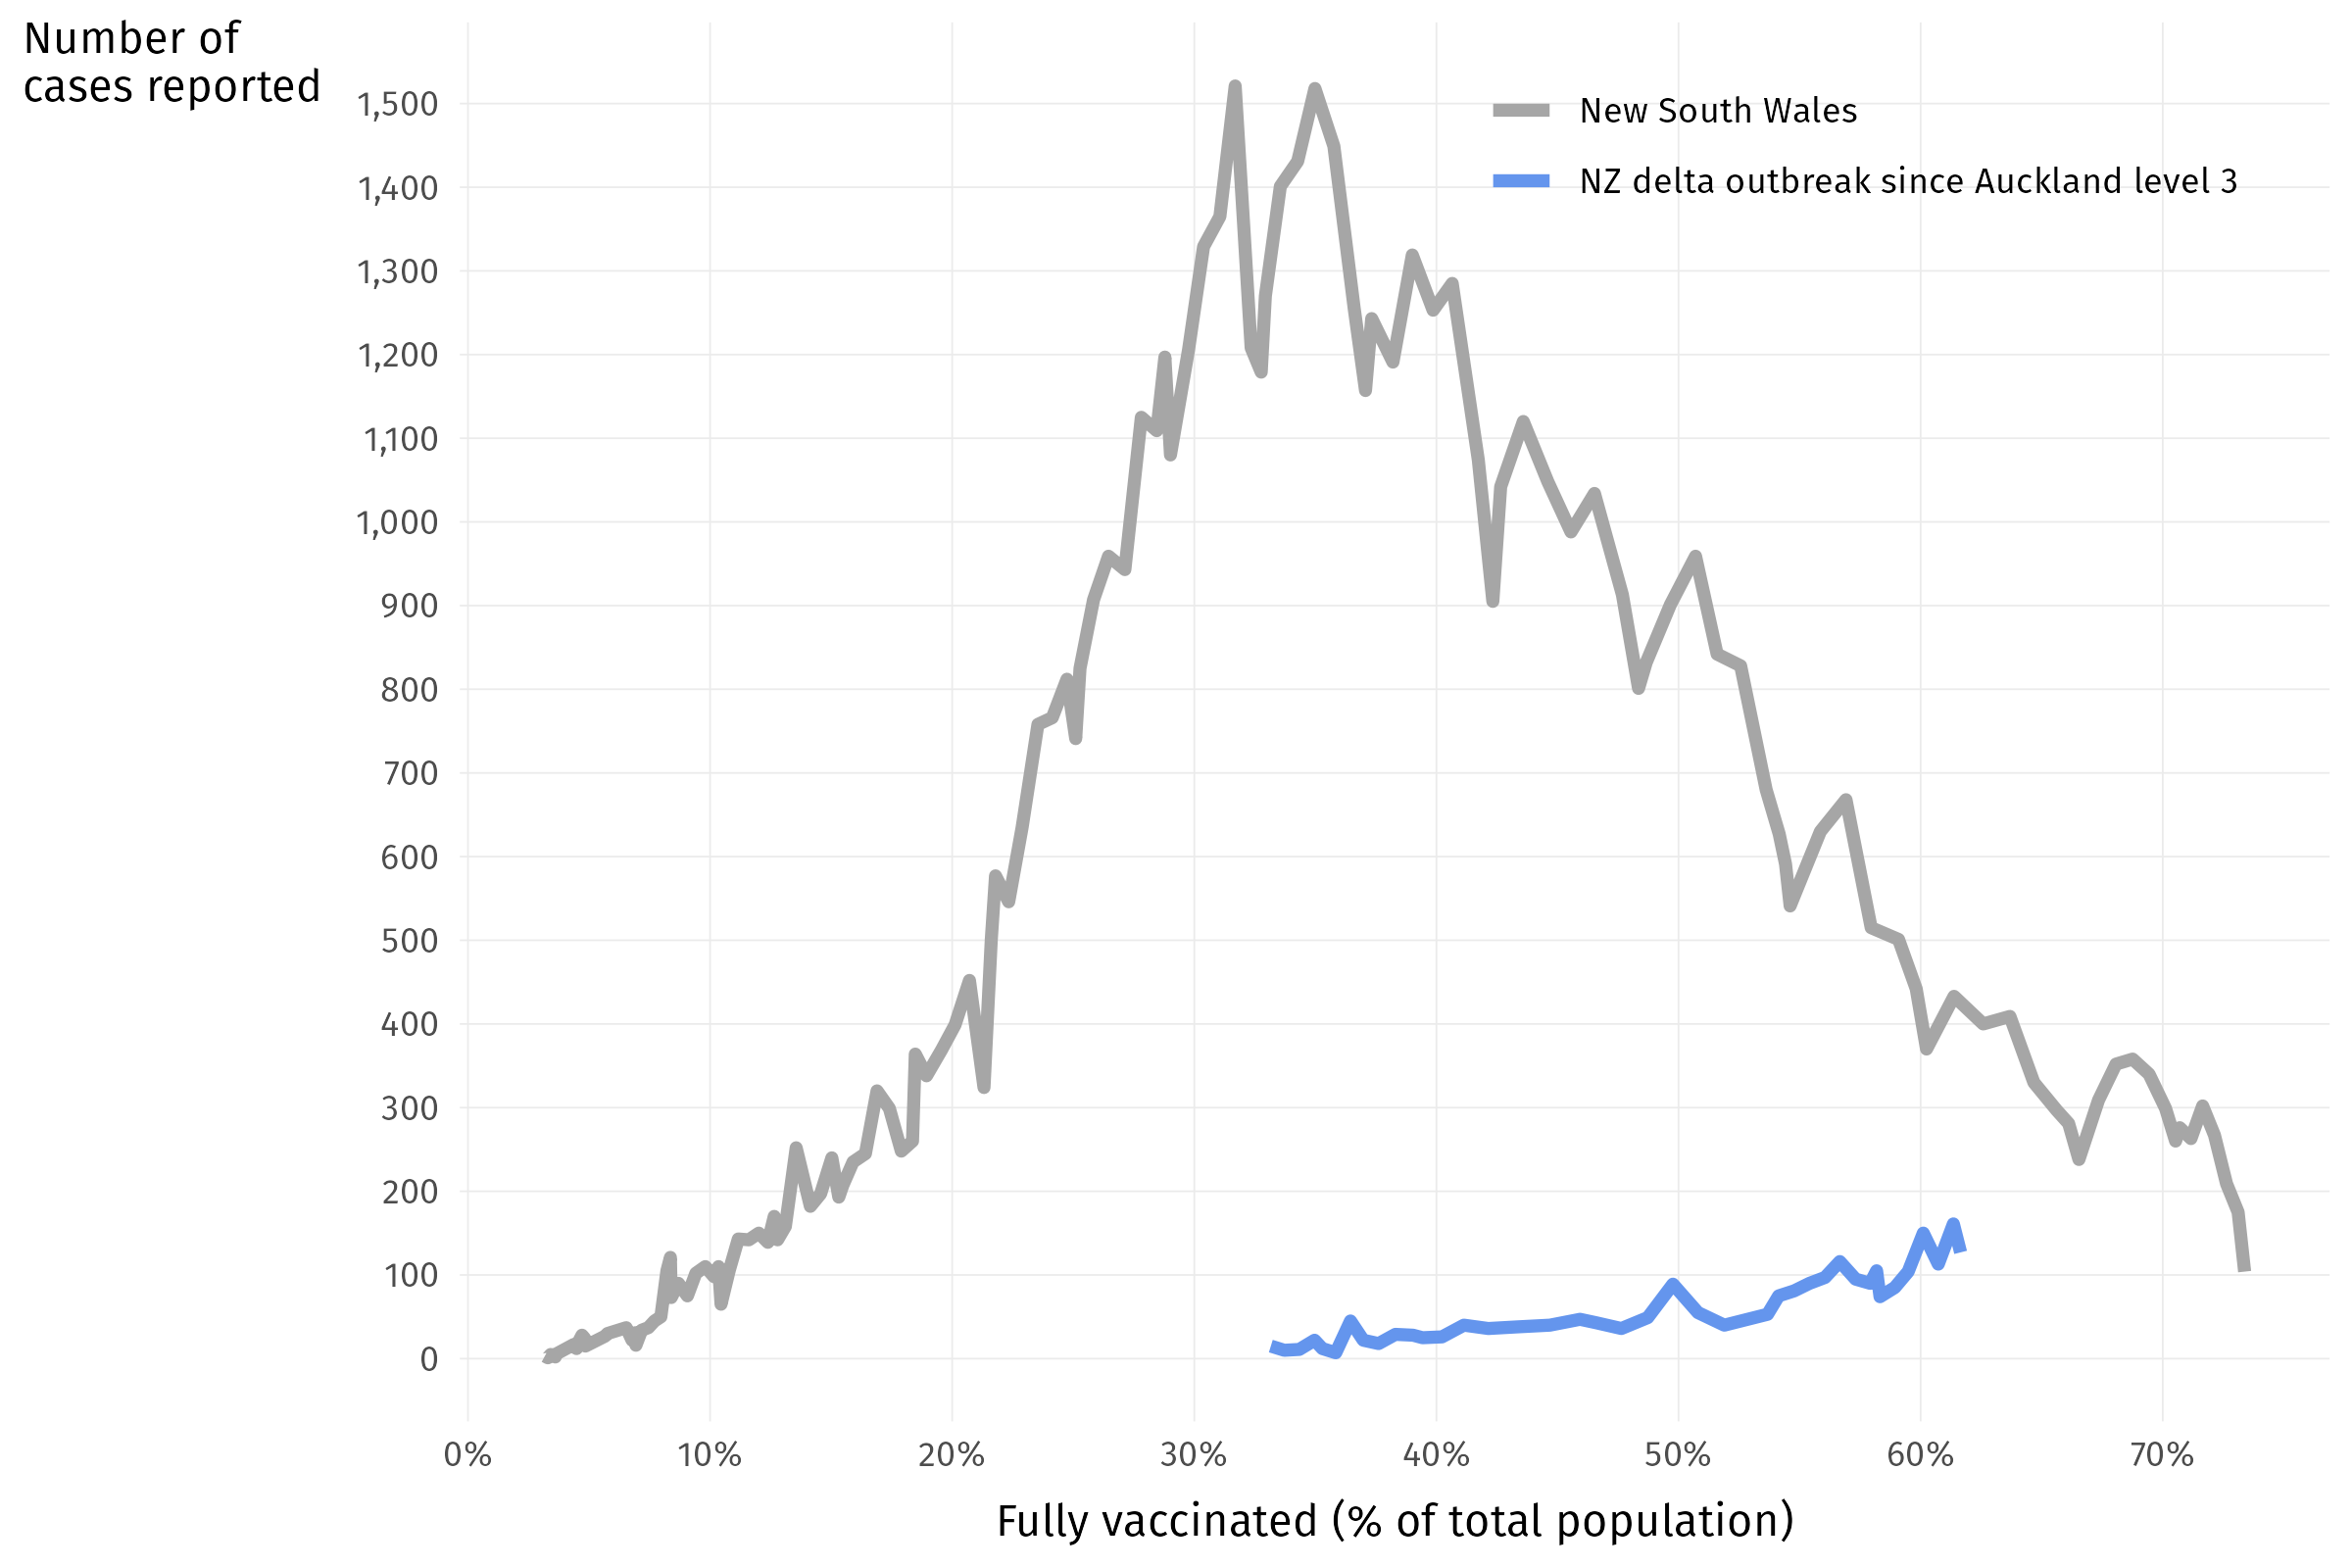 Number of
cases reported
New South Wales
NZ delta outbreak since Auckland level 3
1,500
1,400
1,300
1,200
1,100
1,000
900
800
700
600
500
400
300
200
100
0
0% 10% 20% 30% 40% 50% 60% 70%
Fully vaccinated (% of total population)